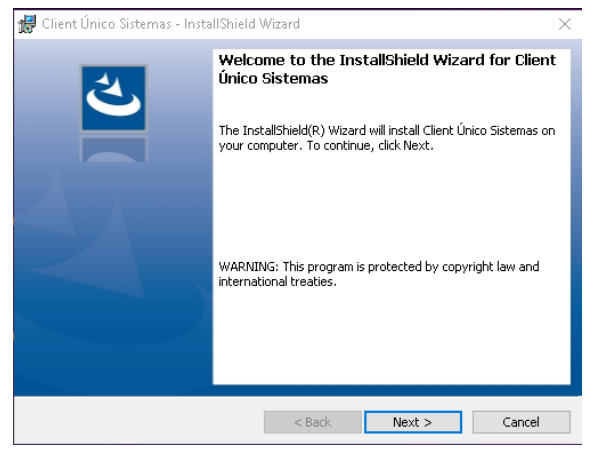 Client Único Sistemas - InstallShield Wizard
Welcome to the InstallShield Wizard for Client
Único Sistemas
The InstallShield(R) Wizard will install Client Único Sistemas on
your computer. To continue, click Next.
WARNING: This program is protected by copyright law and
international treaties.
< Back
Next >
Cancel